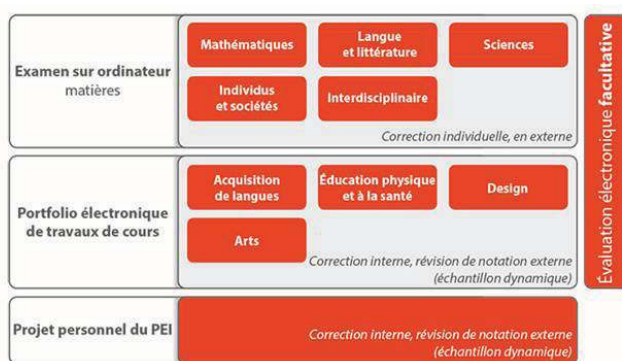 Examen sur ordinateur
matières
Mathématiques
Langue
et littérature
Sciences
Individus
et sociétés
Interdisciplinaire
Correction individuelle, en externe
Portfolio électronique
de travaux de cours
Acquisition
de langues
Éducation physique
et à la santé
Design
Arts
Correction interne, révision de notation externe
(échantillon dynamique)
Projet personnel du PEI
Correction interne, révision de notation externe
(échantillon dynamique)
Évaluation électronique facultative